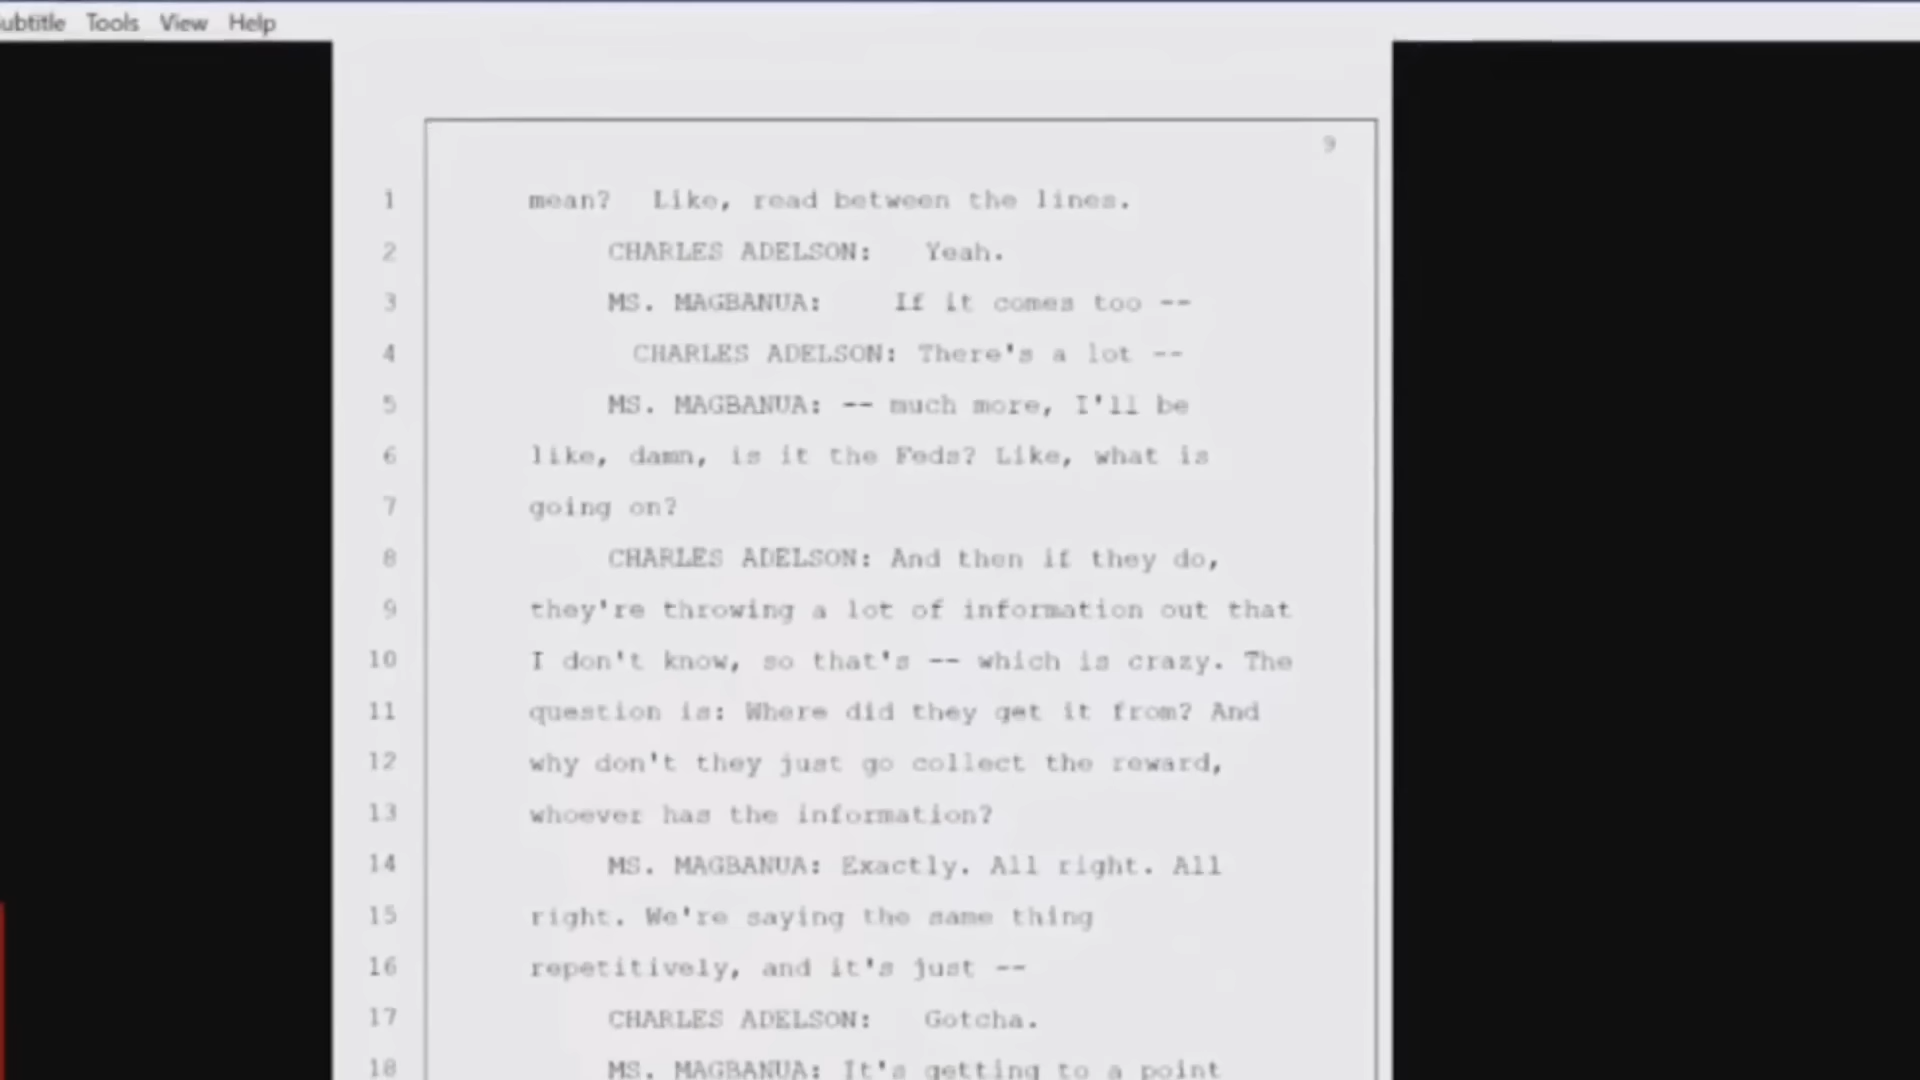 ubtitle Tools View Help
9
1 mean? Like, read between the lines.
2 CHARLES ADELSON: Yeah.
3 MS. MAGBANUA: If it comes too --
4 CHARLES ADELSON: There's a lot --
5 MS. MAGBANUA: -- much more, I'll be
6 like, damn, is it the Feds? Like, what is
7 going on?
8 CHARLES ADELSON: And then if they do,
9 they're throwing a lot of information out that
10 I don't know, so that's -- which is crazy. The
11 question is: Where did they get it from? And
12 why don't they just go collect the reward,
13 whoever has the information?
14 MS. MAGBANUA: Exactly. All right. All
15 right. We're saying the same thing
16 repetitively, and it's just --
17 CHARLES ADELSON: Gotcha.
18 MS. MAGBANUA: It's getting to a point